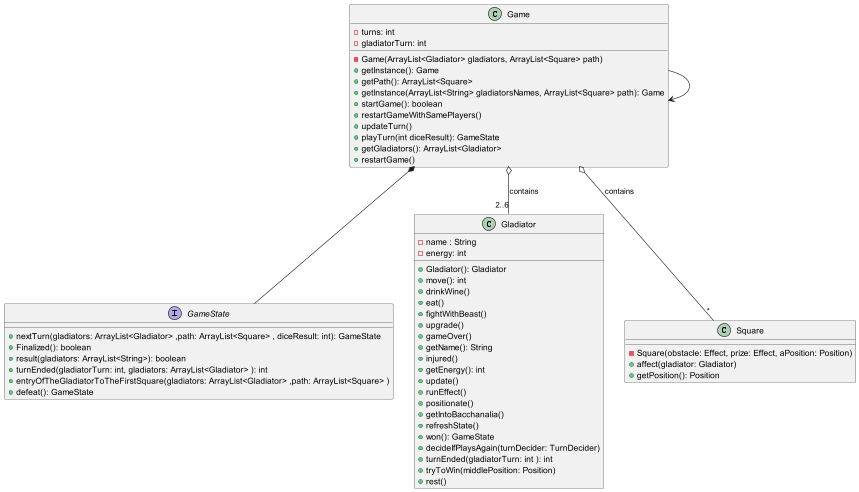 C Game
turns: int
gladiatorTurn: int
Game(ArrayList<Gladiator> gladiators, ArrayList<Square> path)
getInstance(): Game
getPath(): ArrayList<Square>
getInstance(ArrayList<String> gladiatorsNames, ArrayList<Square> path): Game
startGame(): boolean
restartGameWithSamePlayers()
updateTurn()
playTurn(int diceResult): GameState
getGladiators(): ArrayList<Gladiator>
restartGame()
contains
contains
2..6
C Gladiator
name : String
energy: int
Gladiator(): Gladiator
move(): int
drinkWine()
eat()
fightWithBeast()
upgrade()
gameOver()
getName(): String
injured()
getEnergy(): int
update()
runEffect()
positionate()
getIntoBacchanalia()
refreshState()
won(): GameState
decideIfPlaysAgain(turnDecider: TurnDecider)
turnEnded(gladiatorTurn: int ): int
tryToWin(middlePosition: Position)
rest()
I GameState
nextTurn(gladiators: ArrayList<Gladiator> ,path: ArrayList<Square> , diceResult: int): GameState
Finalized(): boolean
result(gladiators: ArrayList<String>): boolean
turnEnded(gladiatorTurn: int, gladiators: ArrayList<Gladiator> ): int
entryOfTheGladiatorToTheFirstSquare(gladiators: ArrayList<Gladiator> ,path: ArrayList<Square> )
defeat(): GameState
*
C Square
Square(obstacle: Effect, prize: Effect, aPosition: Position)
affect(gladiator: Gladiator)
getPosition(): Position